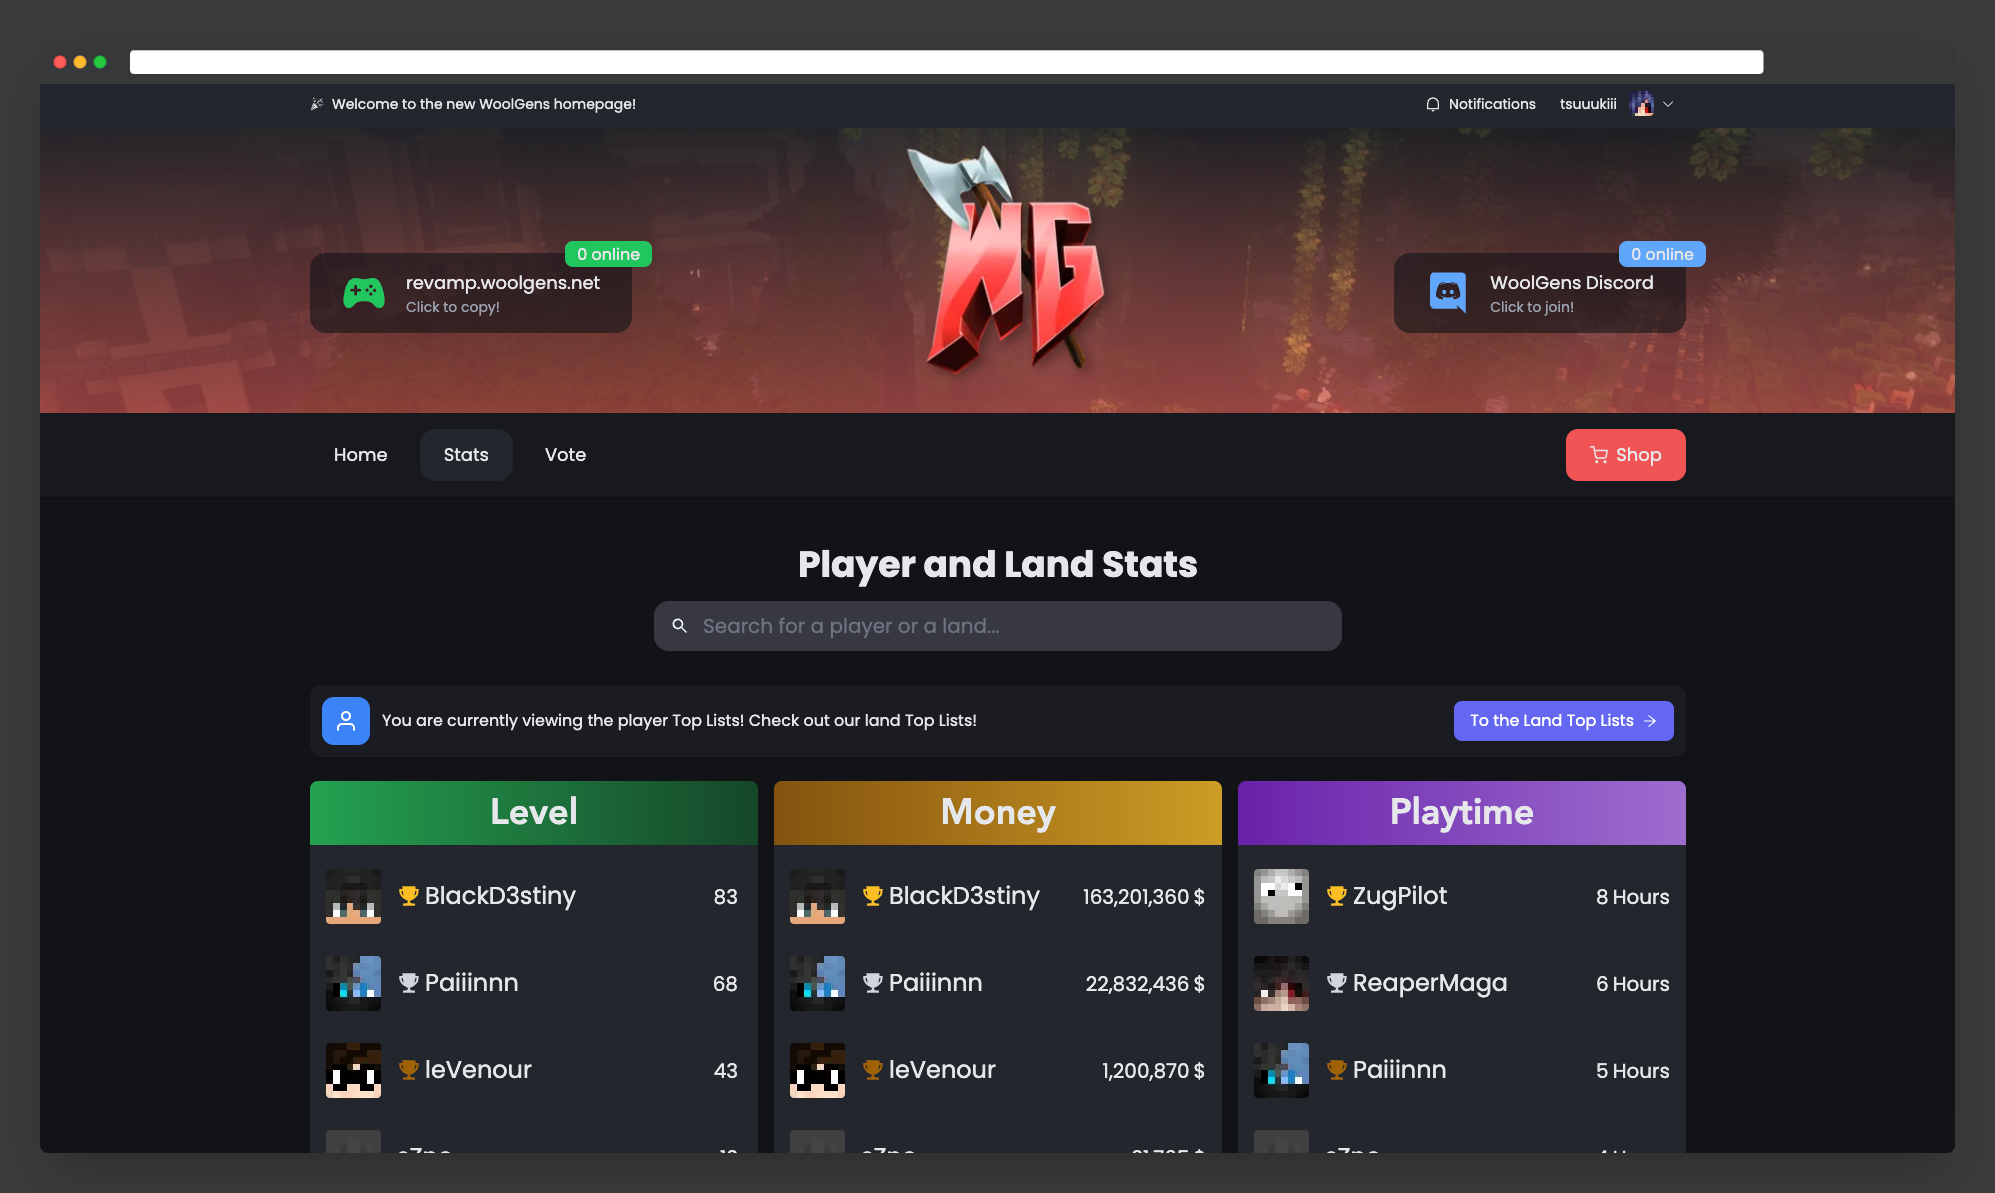 Welcome to the new WoolGens homepage!
Notifications
tsuuukiii
WG
0 online
revamp.woolgens.net
Click to copy!
0 online
WoolGens Discord
Click to join!
Home
Stats
Vote
Shop
Player and Land Stats
Search for a player or a land...
You are currently viewing the player Top Lists! Check out our land Top Lists!
To the Land Top Lists
Level
BlackD3stiny 83
Paiiinnn 68
leVenour 43
Money
BlackD3stiny 163,201,360 $
Paiiinnn 22,832,436 $
leVenour 1,200,870 $
Playtime
ZugPilot 8 Hours
ReaperMaga 6 Hours
Paiiinnn 5 Hours